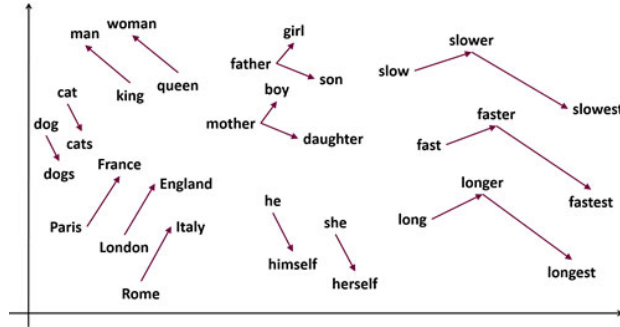 man
woman
king
queen
cat
cats
dog
dogs
France
England
Italy
Paris
London
Rome
girl
father
son
boy
mother
daughter
he
himself
she
herself
slow
slower
slowest
fast
faster
fastest
long
longer
longest